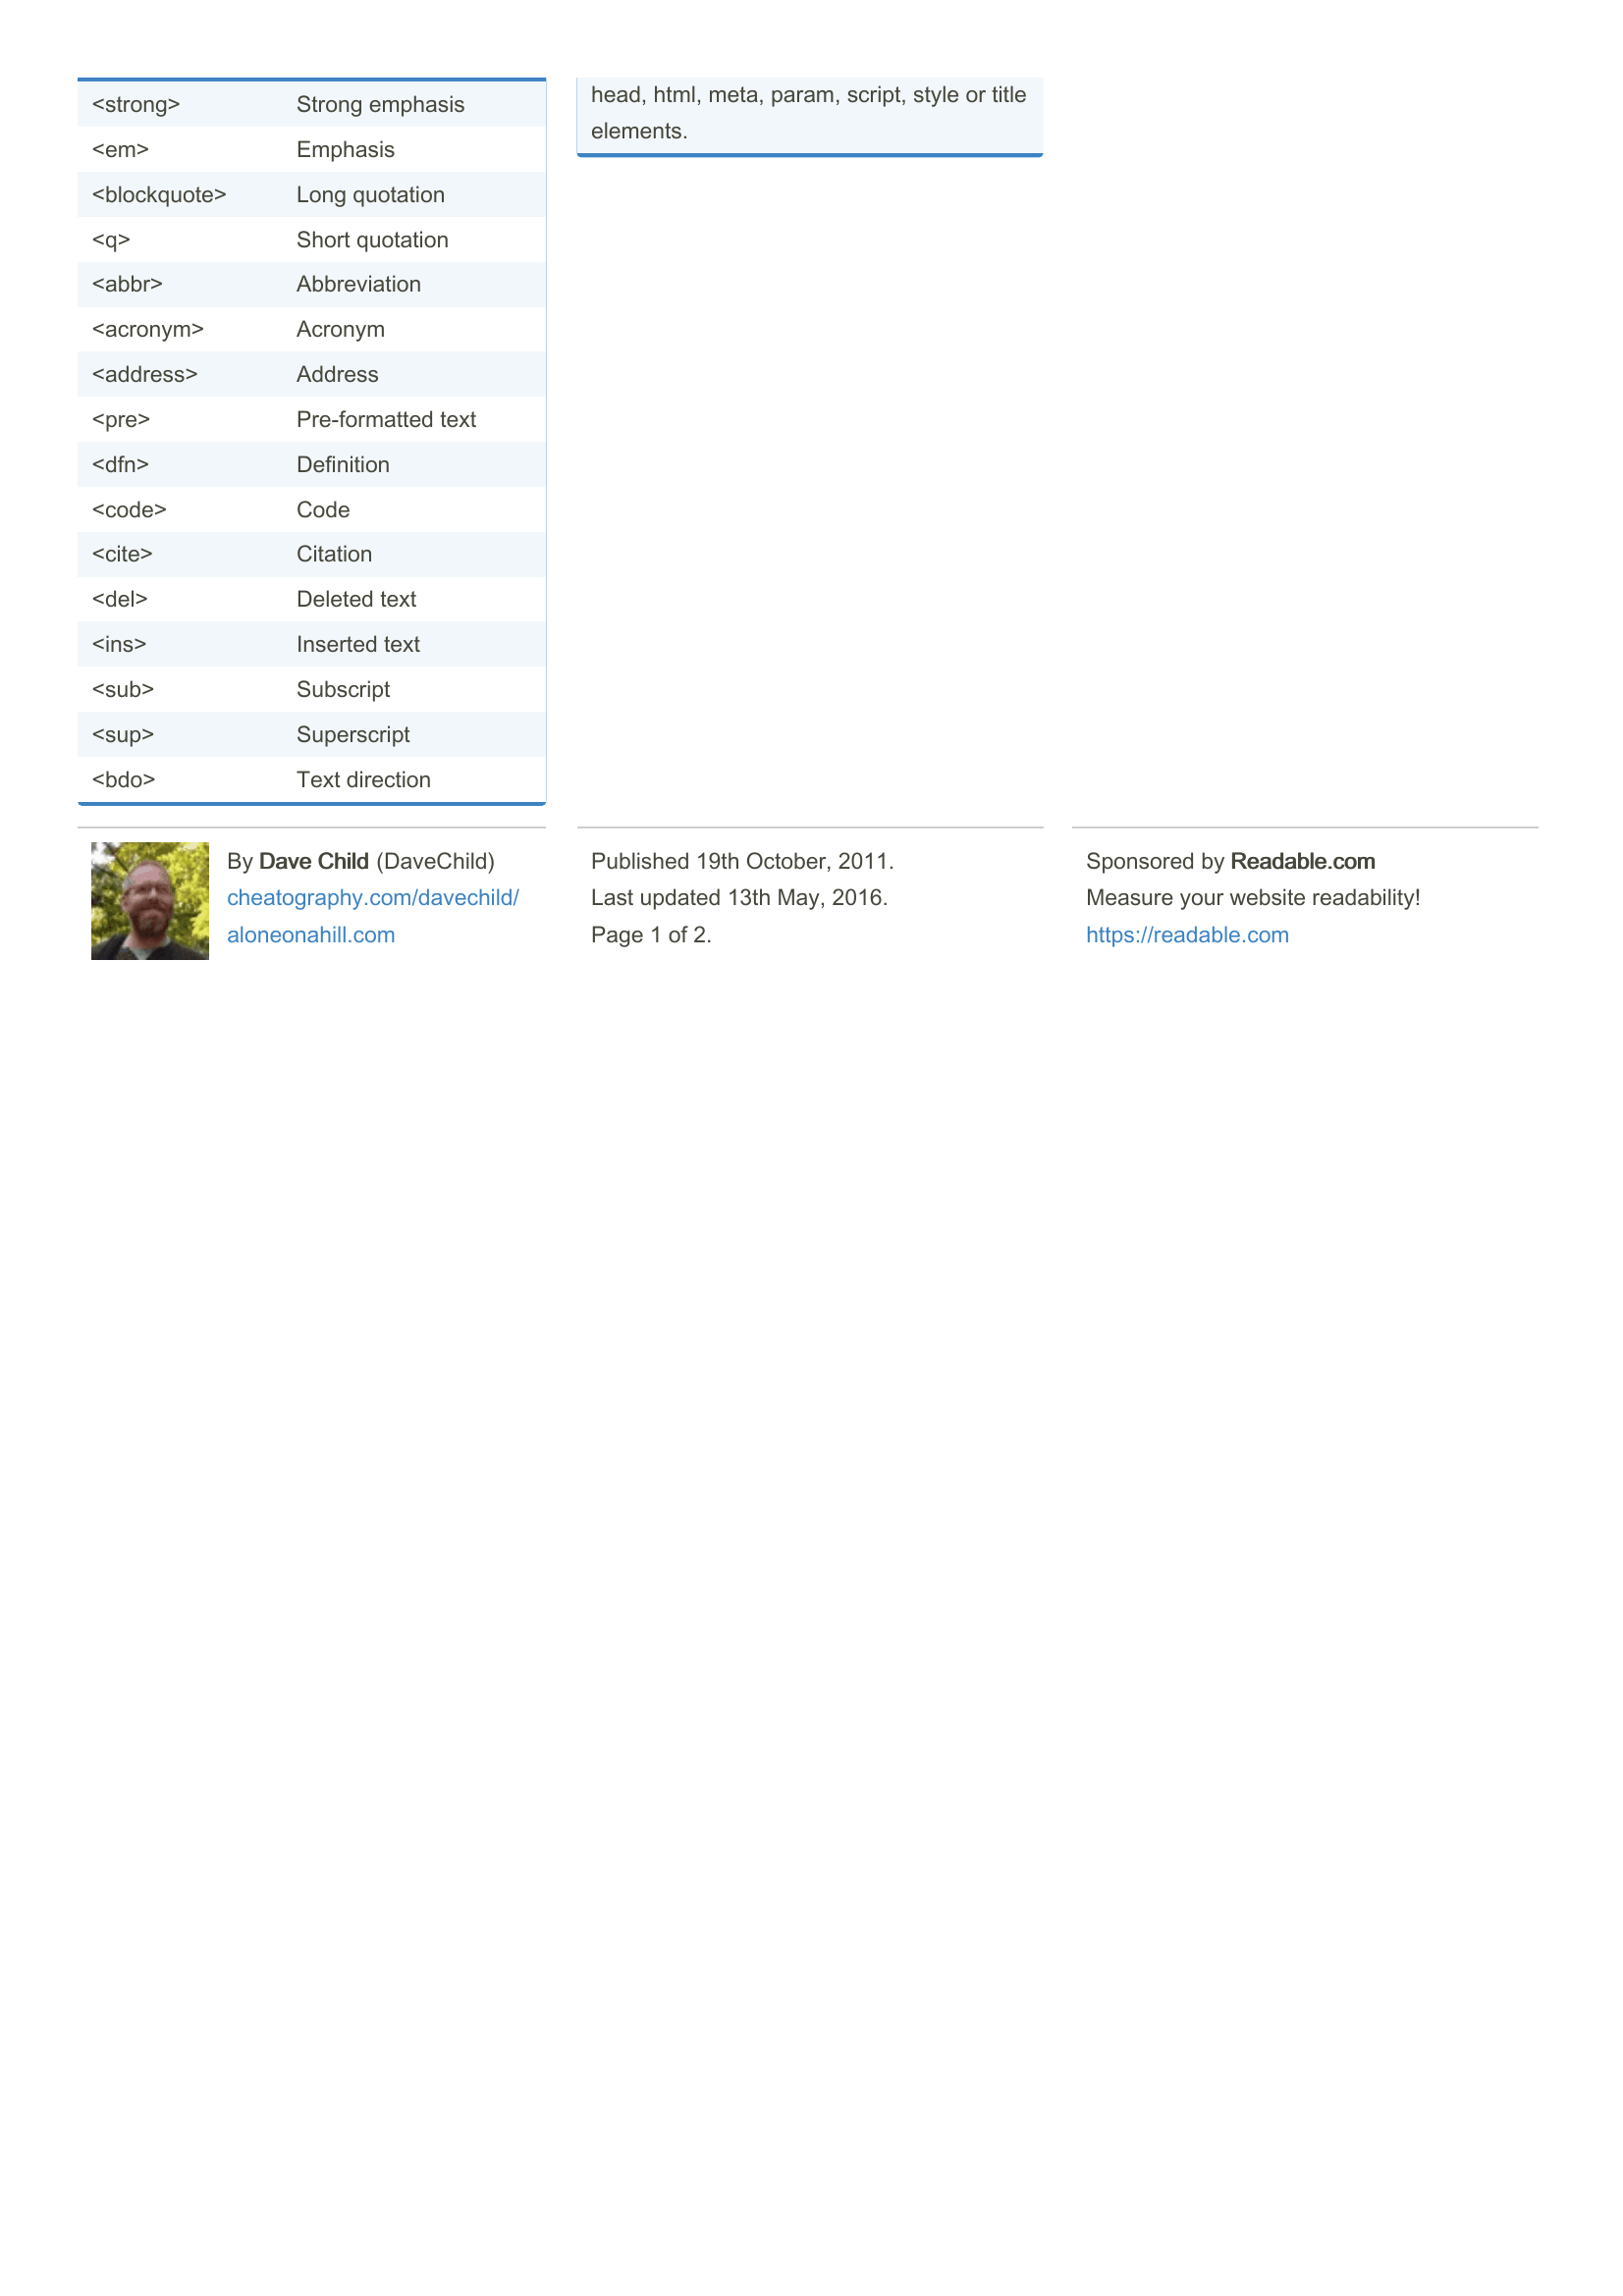 <strong> Strong emphasis
<em> Emphasis
<blockquote> Long quotation
<q> Short quotation
<abbr> Abbreviation
<acronym> Acronym
<address> Address
<pre> Pre-formatted text
<dfn> Definition
<code> Code
<cite> Citation
<del> Deleted text
<ins> Inserted text
<sub> Subscript
<sup> Superscript
<bdo> Text direction
head, html, meta, param, script, style or title
elements.
By Dave Child (DaveChild)
cheatography.com/davechild/
aloneonahill.com
Published 19th October, 2011.
Last updated 13th May, 2016.
Page 1 of 2.
Sponsored by Readable.com
Measure your website readability!
https://readable.com